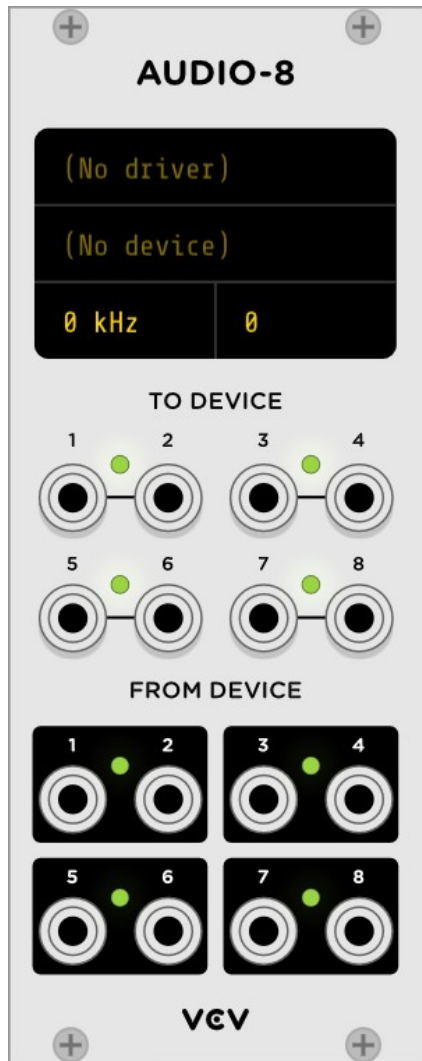 AUDIO-8
(No driver)
(No device)
0 kHz 0
TO DEVICE
1 2 3 4
5 6 7 8
FROM DEVICE
1 2 3 4
5 6 7 8
VCV